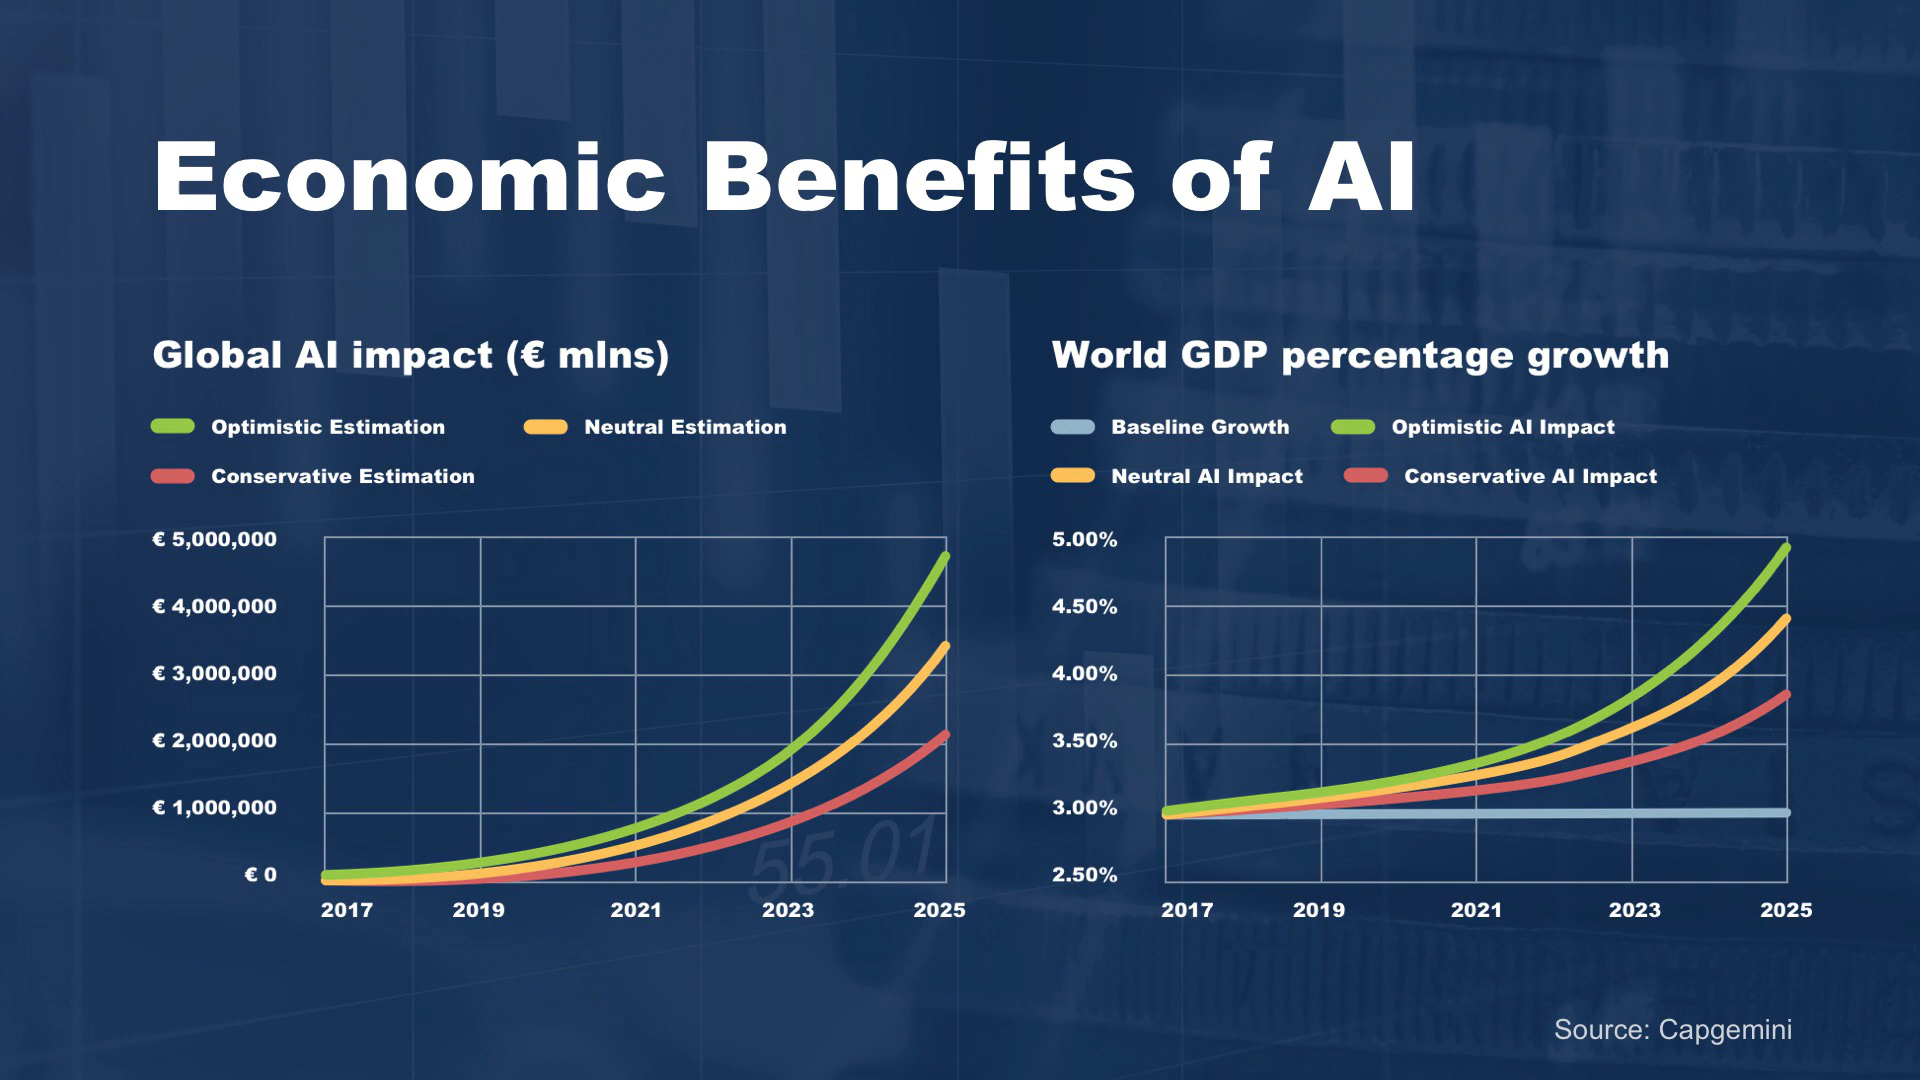 Economic Benefits of AI
Global AI impact (€ mlns)
Optimistic Estimation
Neutral Estimation
Conservative Estimation
€ 5,000,000
€ 4,000,000
€ 3,000,000
€ 2,000,000
€ 1,000,000
€ 0
2017 2019 2021 2023 2025
55.01
World GDP percentage growth
Baseline Growth
Optimistic AI Impact
Neutral AI Impact
Conservative AI Impact
5.00%
4.50%
4.00%
3.50%
3.00%
2.50%
2017 2019 2021 2023 2025
Source: Capgemini